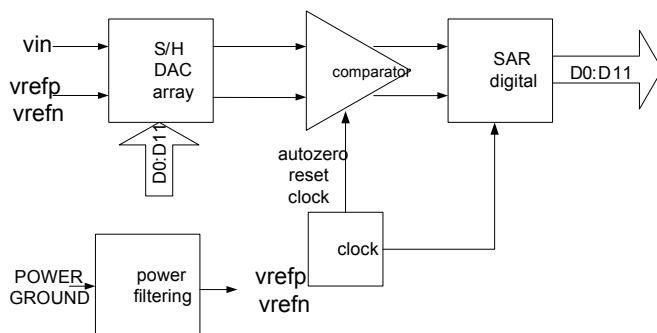 vin
vrefp
vrefn
S/H
DAC
array
comparator
SAR
digital
D0:D11
D0:D11
autozero
reset
clock
clock
POWER
GROUND
power
filtering
vrefp
vrefn